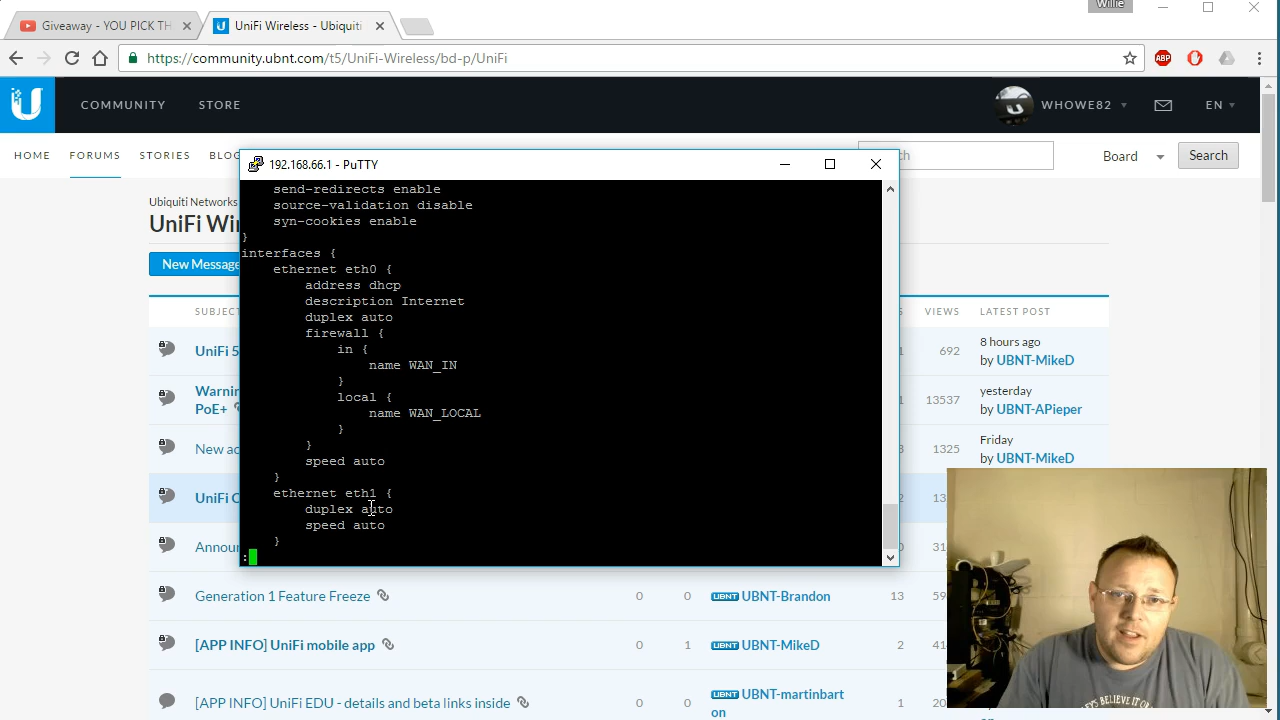 Willie
Giveaway - YOU PICK TH
UniFi Wireless - Ubiquiti
https://community.ubnt.com/t5/UniFi-Wireless/bd-p/UniFi
ABP
COMMUNITY
STORE
WHOWE82
EN
HOME
FORUMS
STORIES
Board
Search
192.168.66.1 - PuTTY
Ubiquiti Networks
New Message
SUBJE
VIEWS
LATEST POST
send-redirects enable
source-validation disable
syn-cookies enable
}
interfaces {
ethernet eth0 {
address dhcp
description Internet
duplex auto
firewall {
in {
name WAN_IN
}
local {
name WAN_LOCAL
}
}
speed auto
}
ethernet eth1 {
duplex auto
speed auto
}
:
UniFi 5
692
8 hours ago
by UBNT-MikeD
PoE+
13537
yesterday
by UBNT-APieper
New ac
1325
Friday
by UBNT-MikeD
UniFi C
Generation 1 Feature Freeze
0
0
UBNT UBNT-Brandon
13
[APP INFO] UniFi mobile app
0
1
UBNT UBNT-MikeD
2
[APP INFO] UniFi EDU - details and beta links inside
0
0
UBNT UBNT-martinbart
on
1